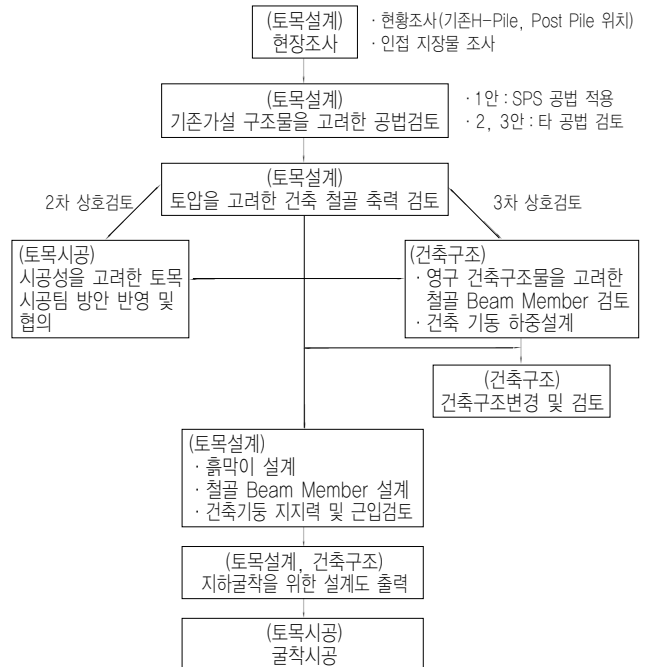 (토목설계)
현장조사
· 현황조사(기존H-Pile, Post Pile 위치)
· 인접 지장물 조사
(토목설계)
기존가설 구조물을 고려한 공법검토
· 1안 : SPS 공법 적용
· 2, 3안 : 타 공법 검토
(토목설계)
토압을 고려한 건축 철골 축력 검토
2차 상호검토
3차 상호검토
(토목시공)
시공성을 고려한 토목
시공팀 방안 반영 및
협의
(건축구조)
· 영구 건축구조물을 고려한
철골 Beam Member 검토
· 건축 기동 하중설계
(건축구조)
건축구조변경 및 검토
(토목설계)
· 흙막이 설계
· 철골 Beam Member 설계
· 건축기둥 지지력 및 근입검토
(토목설계, 건축구조)
지하굴착을 위한 설계도 출력
(토목시공)
굴착시공